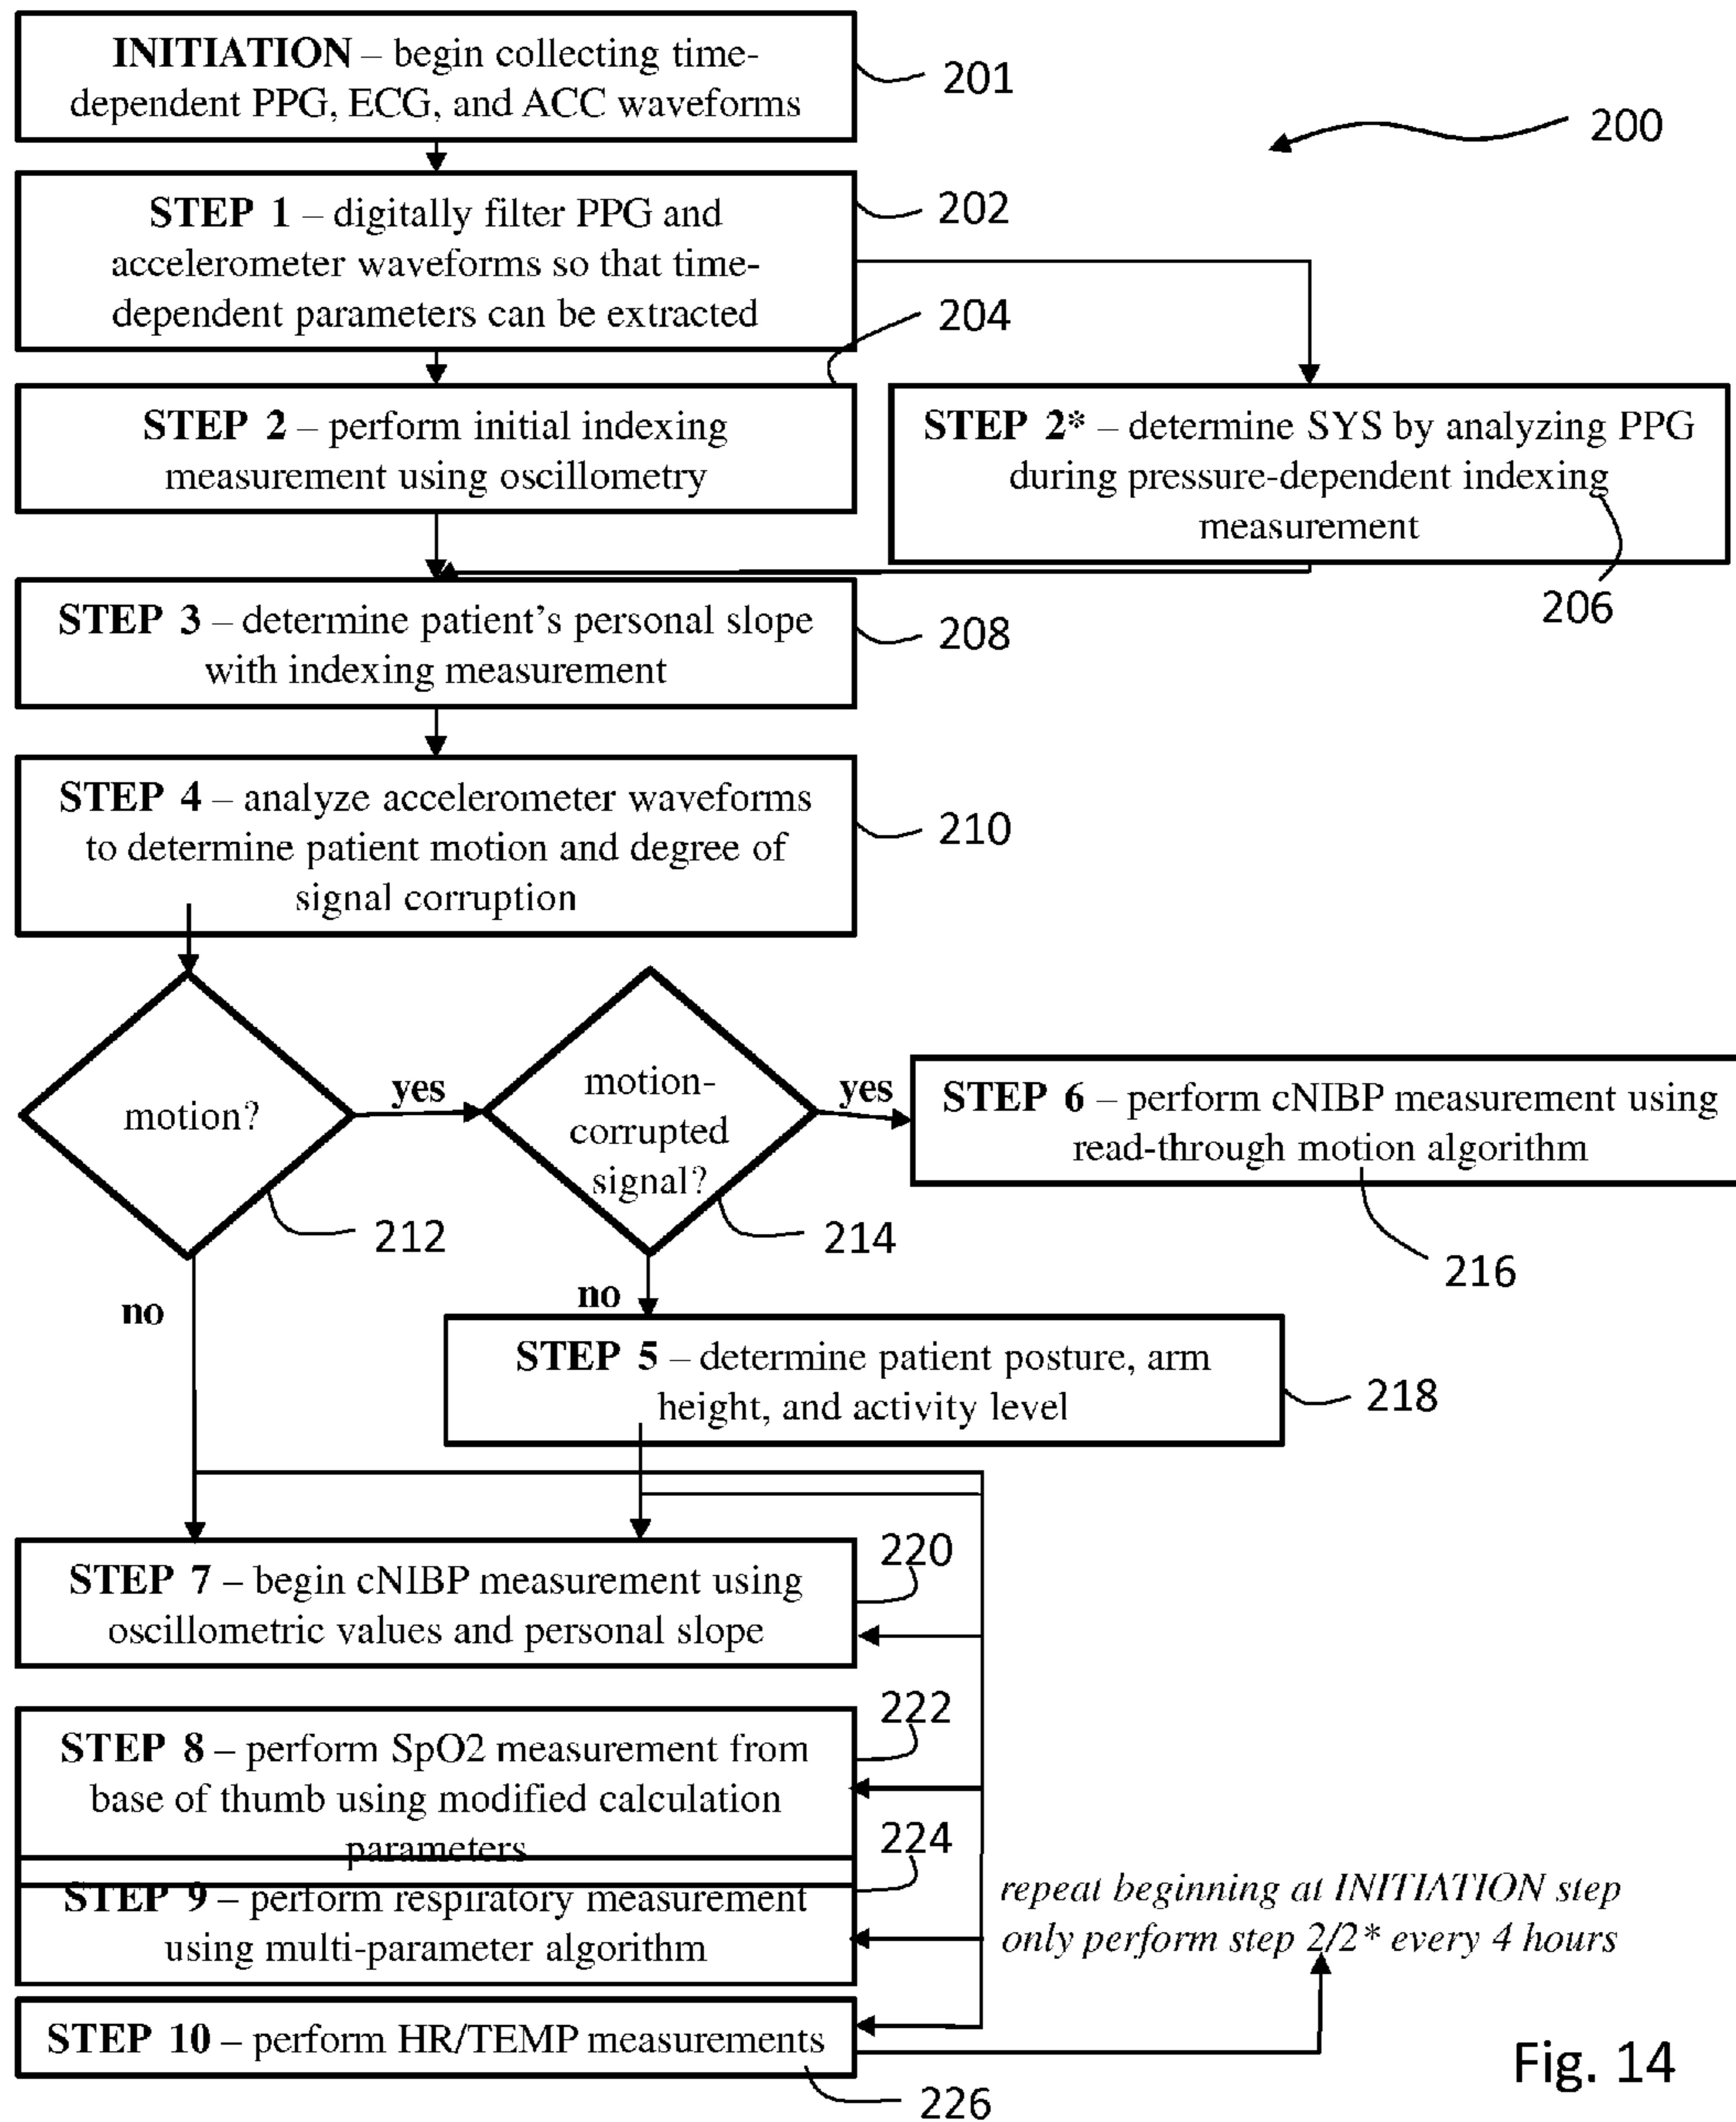 INITIATION – begin collecting time-
dependent PPG, ECG, and ACC waveforms
201
200
STEP 1 – digitally filter PPG and
accelerometer waveforms so that time-
dependent parameters can be extracted
202
204
STEP 2 – perform initial indexing
measurement using oscillometry
STEP 2* – determine SYS by analyzing PPG
during pressure-dependent indexing
measurement
206
STEP 3 – determine patient's personal slope
with indexing measurement
208
STEP 4 – analyze accelerometer waveforms
to determine patient motion and degree of
signal corruption
210
motion?
yes
212
no
motion-
corrupted
signal?
yes
214
no
STEP 6 – perform cNIBP measurement using
read-through motion algorithm
216
STEP 5 – determine patient posture, arm
height, and activity level
218
STEP 7 – begin cNIBP measurement using
oscillometric values and personal slope
220
STEP 8 – perform SpO2 measurement from
base of thumb using modified calculation
parameters
222
STEP 9 – perform respiratory measurement
using multi-parameter algorithm
224
repeat beginning at INITIATION step
only perform step 2/2* every 4 hours
STEP 10 – perform HR/TEMP measurements
226
Fig. 14